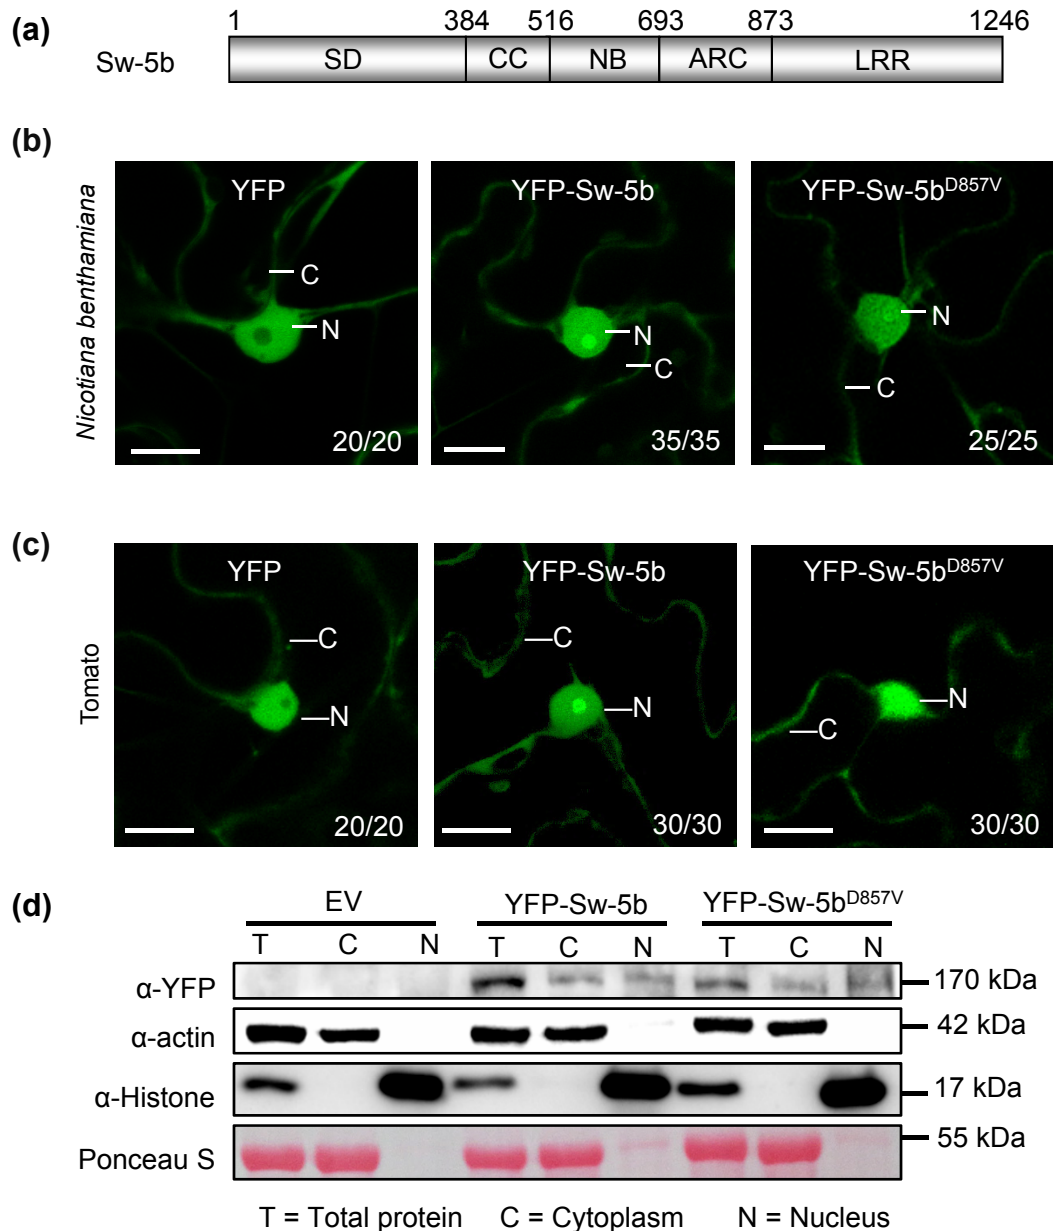 (a)
1 384 516 693 873 1246
Sw-5b SD CC NB ARC LRR
(b)
Nicotiana benthamiana
YFP YFP-Sw-5b YFP-Sw-5bD857V
C N N C N C
20/20 35/35 25/25
(c)
Tomato
YFP YFP-Sw-5b YFP-Sw-5bD857V
C N C N N C
20/20 30/30 30/30
(d)
EV YFP-Sw-5b YFP-Sw-5bD857V
T C N T C N T C N
α-YFP 170 kDa
α-actin 42 kDa
α-Histone 17 kDa
Ponceau S 55 kDa
T = Total protein C = Cytoplasm N = Nucleus